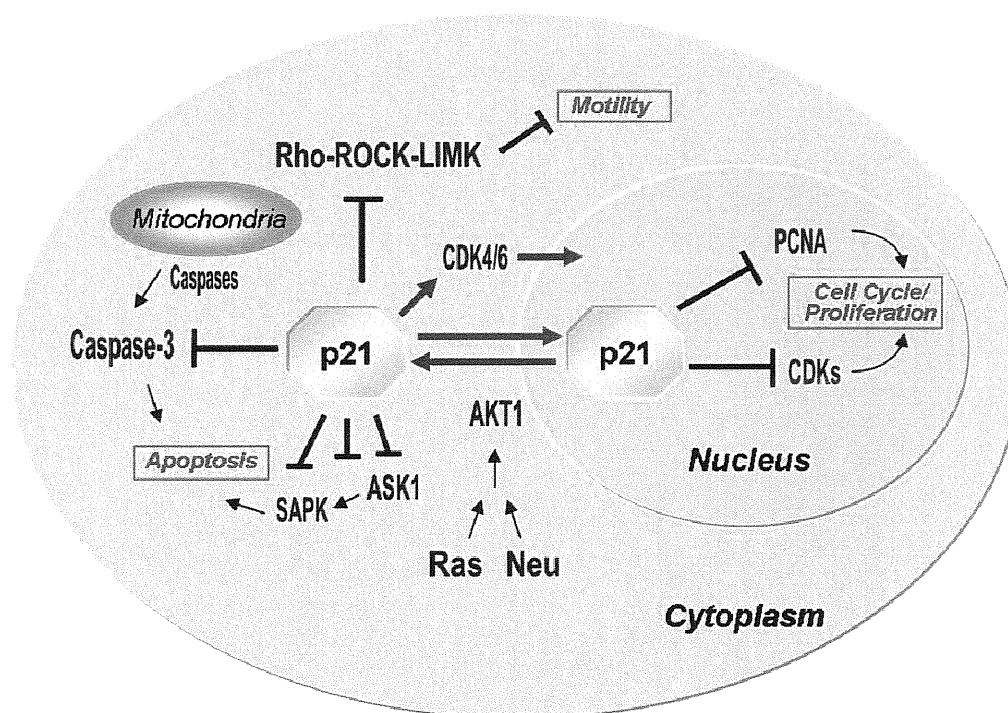 Motility
Rho-ROCK-LIMK
Mitochondria
Caspases
CDK4/6
PCNA
Cell Cycle/
Proliferation
Caspase-3
p21
p21
CDKs
AKT1
Apoptosis
SAPK
ASK1
Nucleus
Ras Neu
Cytoplasm